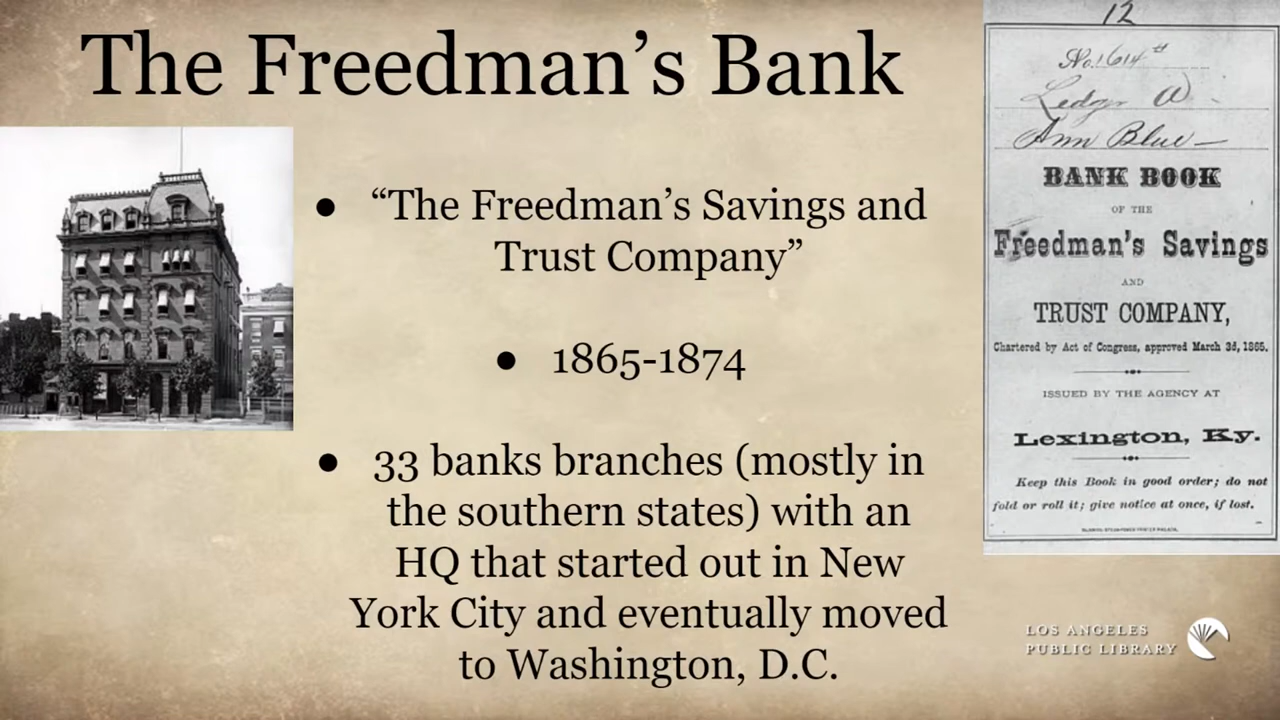 The Freedman’s Bank
● “The Freedman’s Savings and
Trust Company”
● 1865-1874
● 33 banks branches (mostly in
the southern states) with an
HQ that started out in New
York City and eventually moved
to Washington, D.C.
12
No. 1614
Ann Blue
BANK BOOK
OF THE
Freedman's Savings
AND
TRUST COMPANY,
Chartered by Act of Congress, approved March 3d, 1865.
ISSUED BY THE AGENCY AT
Lexington, Ky.
Keep this Book in good order; do not
fold or roll it; give notice at once, if lost.
LOS ANGELES
PUBLIC LIBRARY